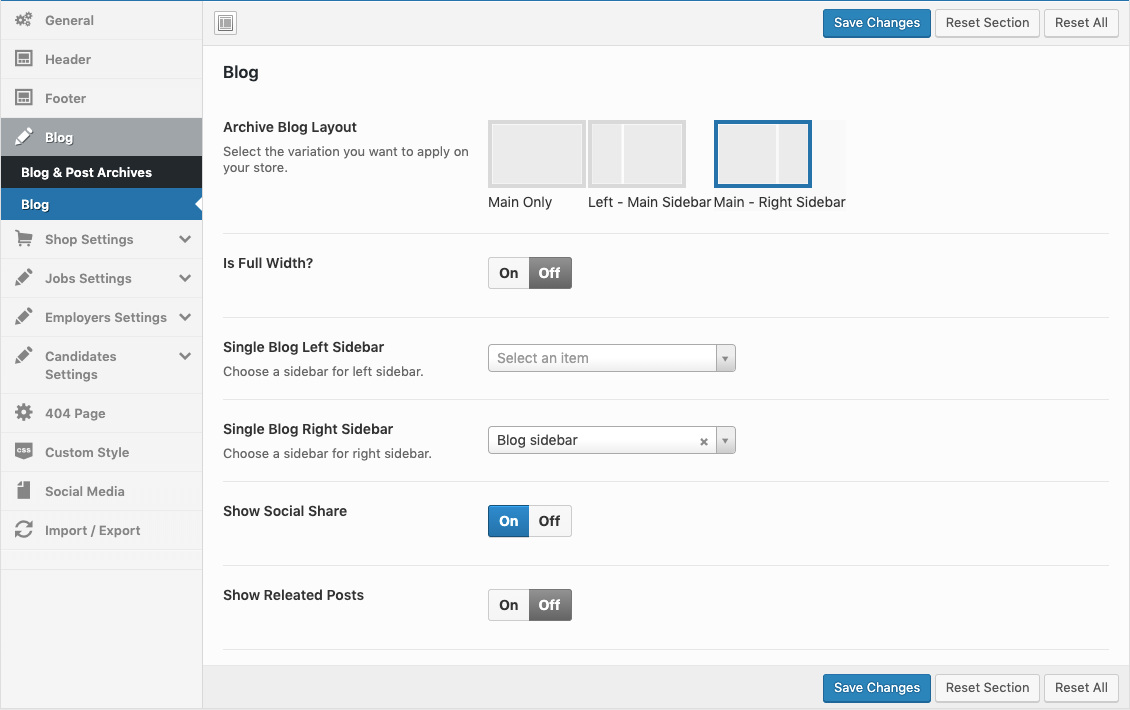 General
Header
Footer
Blog
Blog & Post Archives
Blog
Shop Settings
Jobs Settings
Employers Settings
Candidates
Settings
404 Page
CSS
Custom Style
Social Media
Import / Export
Save Changes Reset Section Reset All
Blog
Archive Blog Layout
Select the variation you want to apply on
your store.
Main Only Left - Main Sidebar Main - Right Sidebar
Is Full Width?
On Off
Single Blog Left Sidebar
Choose a sidebar for left sidebar.
Select an item
Single Blog Right Sidebar
Choose a sidebar for right sidebar.
Blog sidebar ×
Show Social Share
On Off
Show Releated Posts
On Off
Save Changes Reset Section Reset All